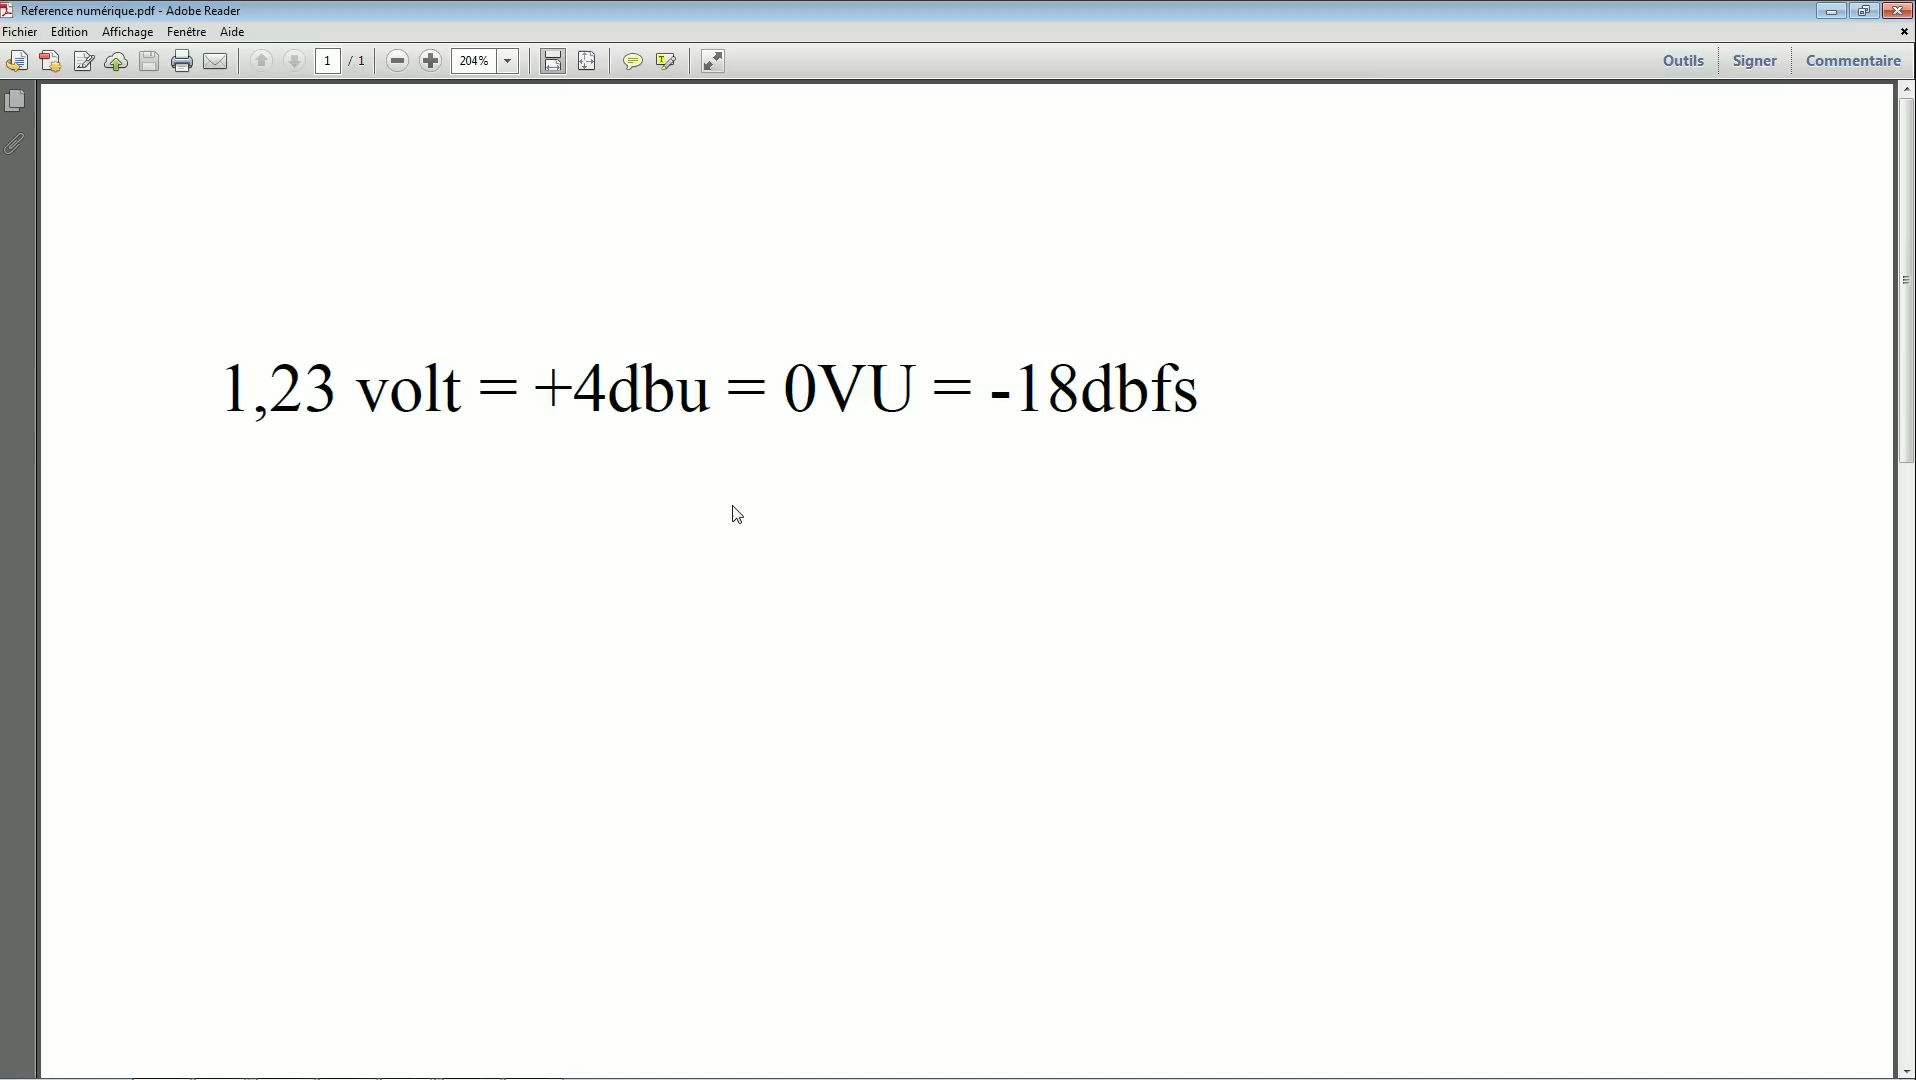 Reference numérique.pdf - Adobe Reader
Fichier Edition Affichage Fenêtre Aide
1 / 1 204% Outils Signer Commentaire
1,23 volt = +4dbu = 0VU = -18dbfs